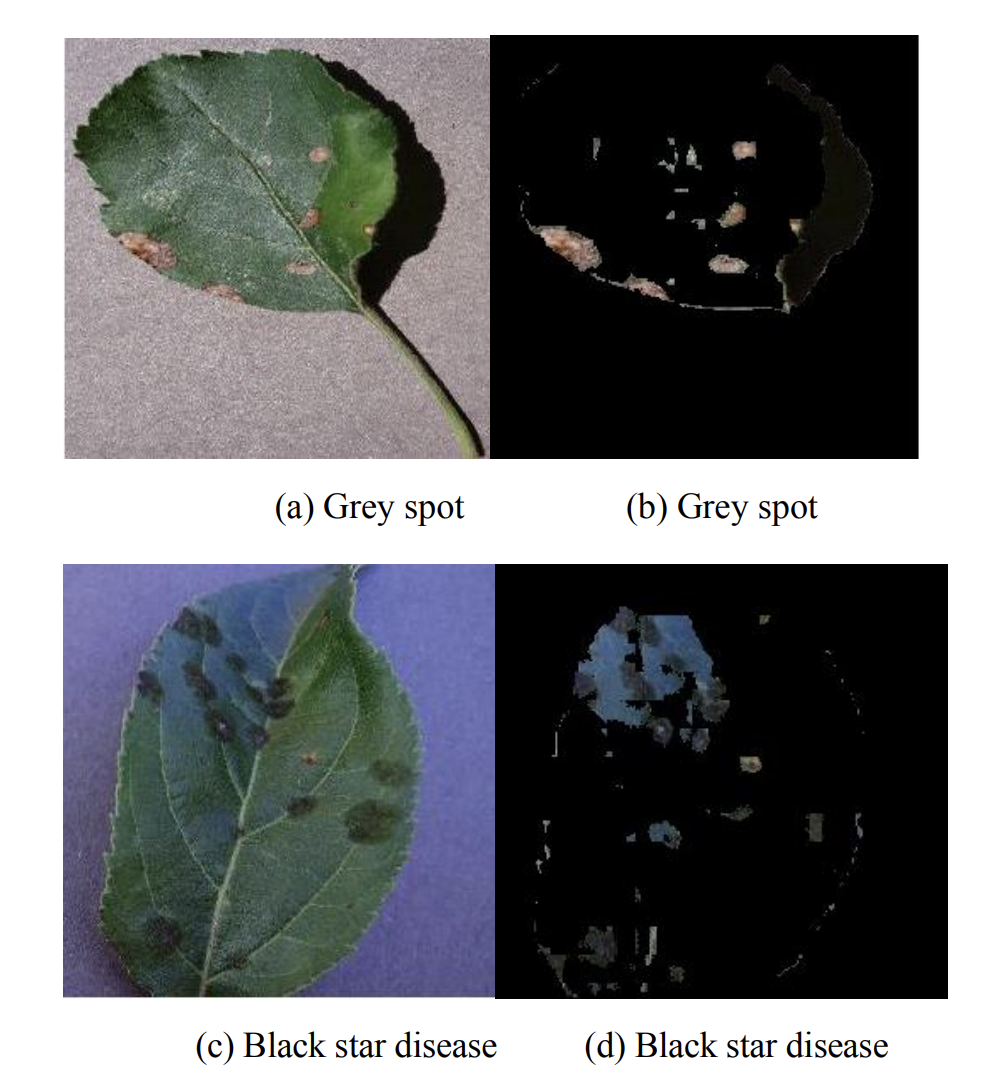 (a) Grey spot
(b) Grey spot
(c) Black star disease
(d) Black star disease